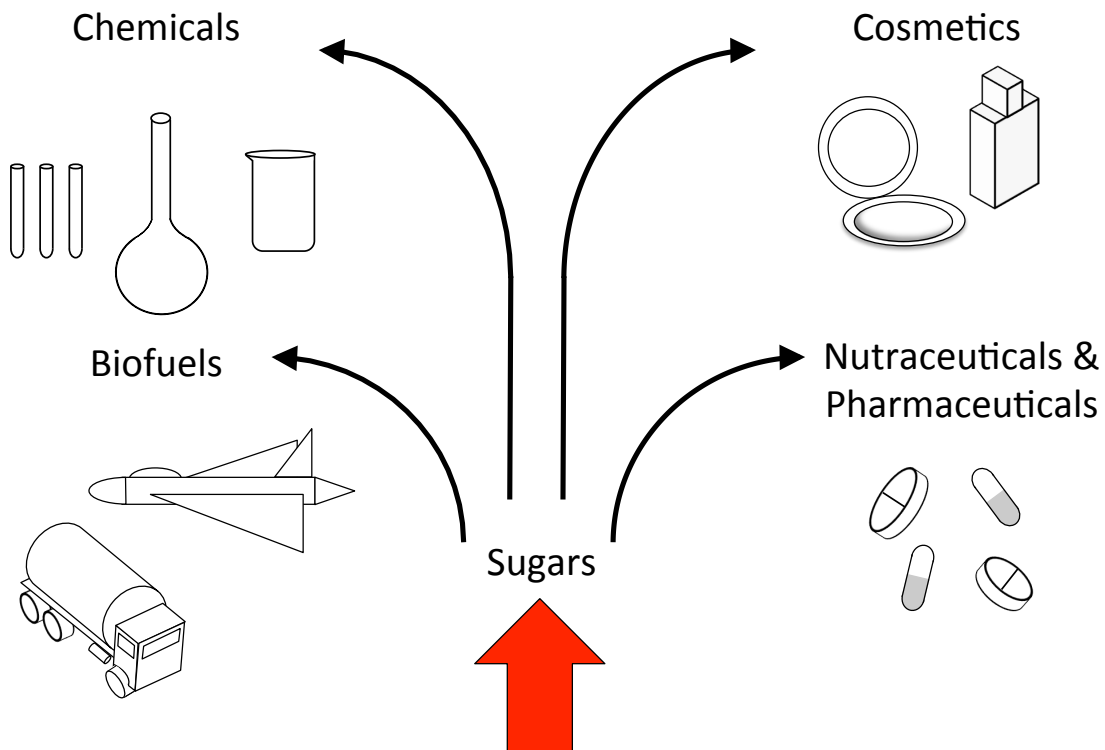 Chemicals
Cosmetics
Biofuels
Nutraceuticals &
Pharmaceuticals
Sugars